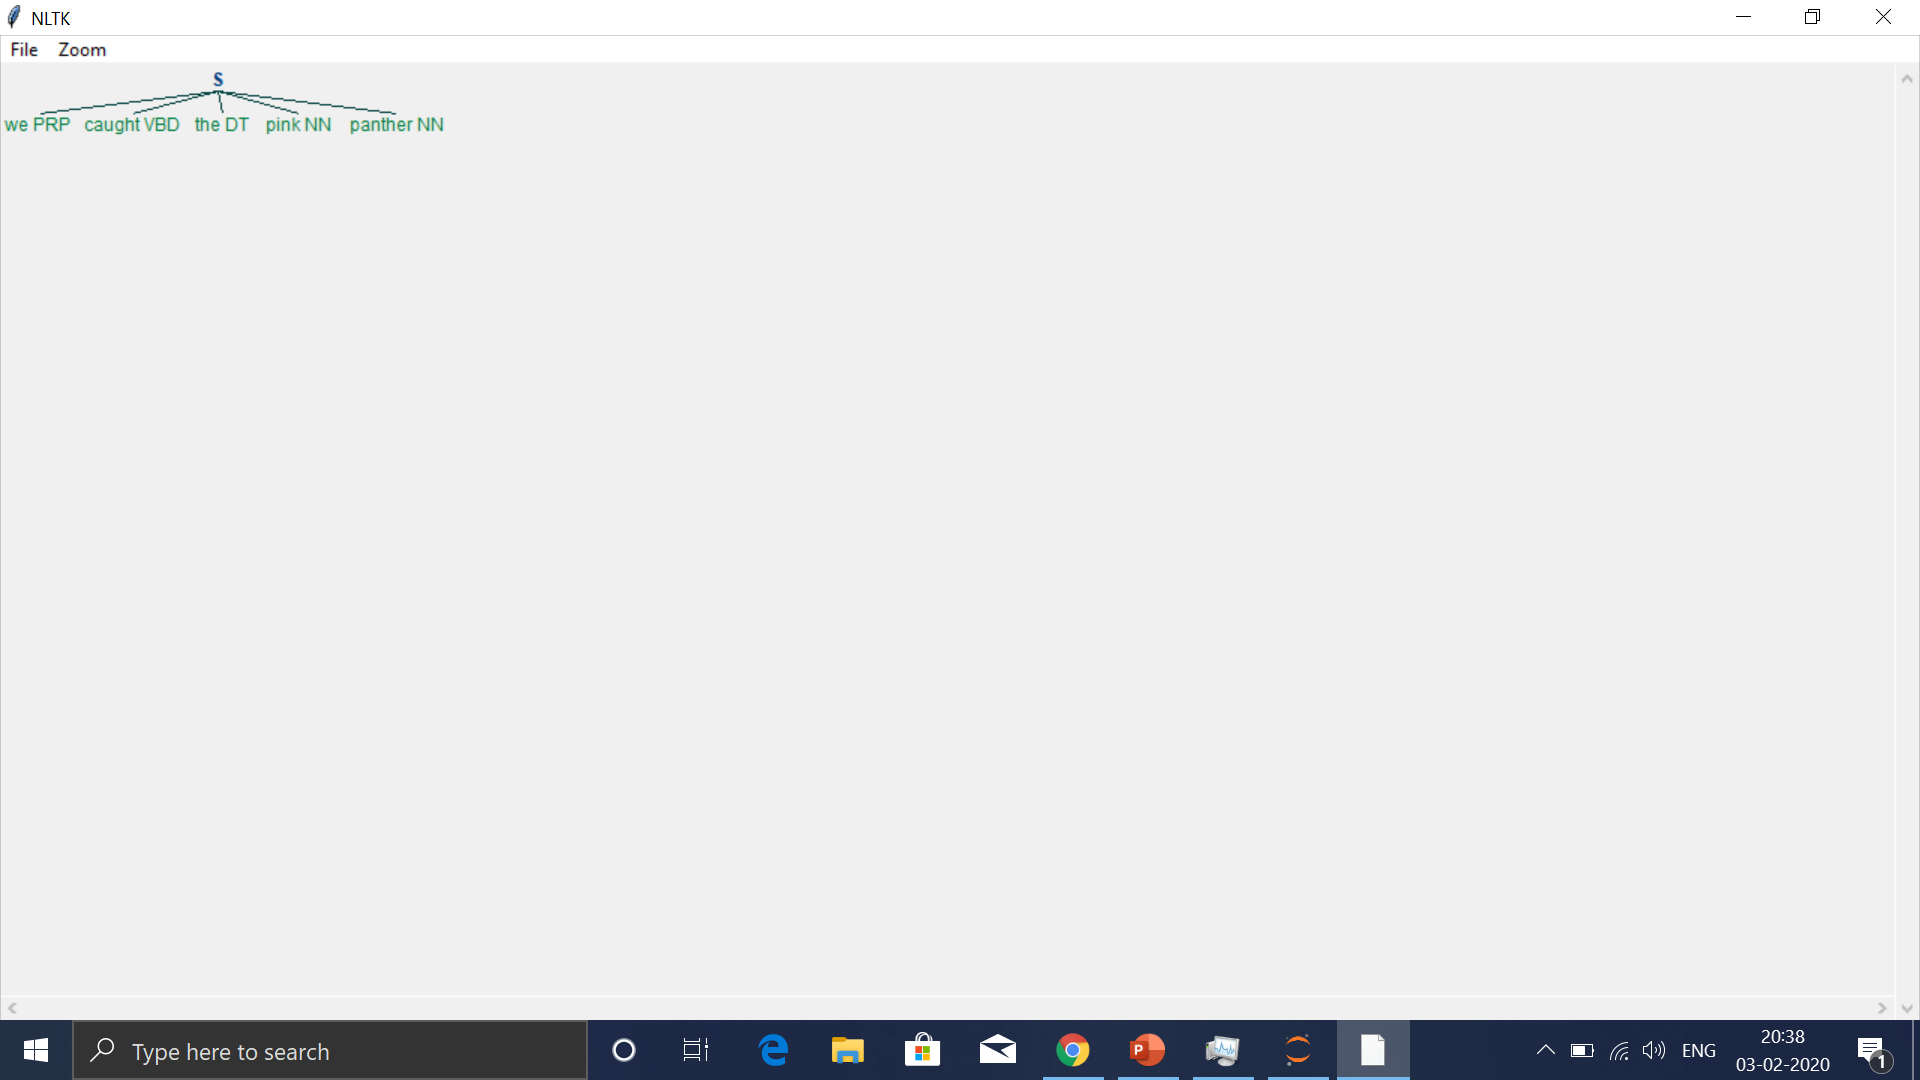 NLTK
File Zoom
S
we PRP caught VBD the DT pink NN panther NN
Type here to search
ENG
20:38
03-02-2020
1